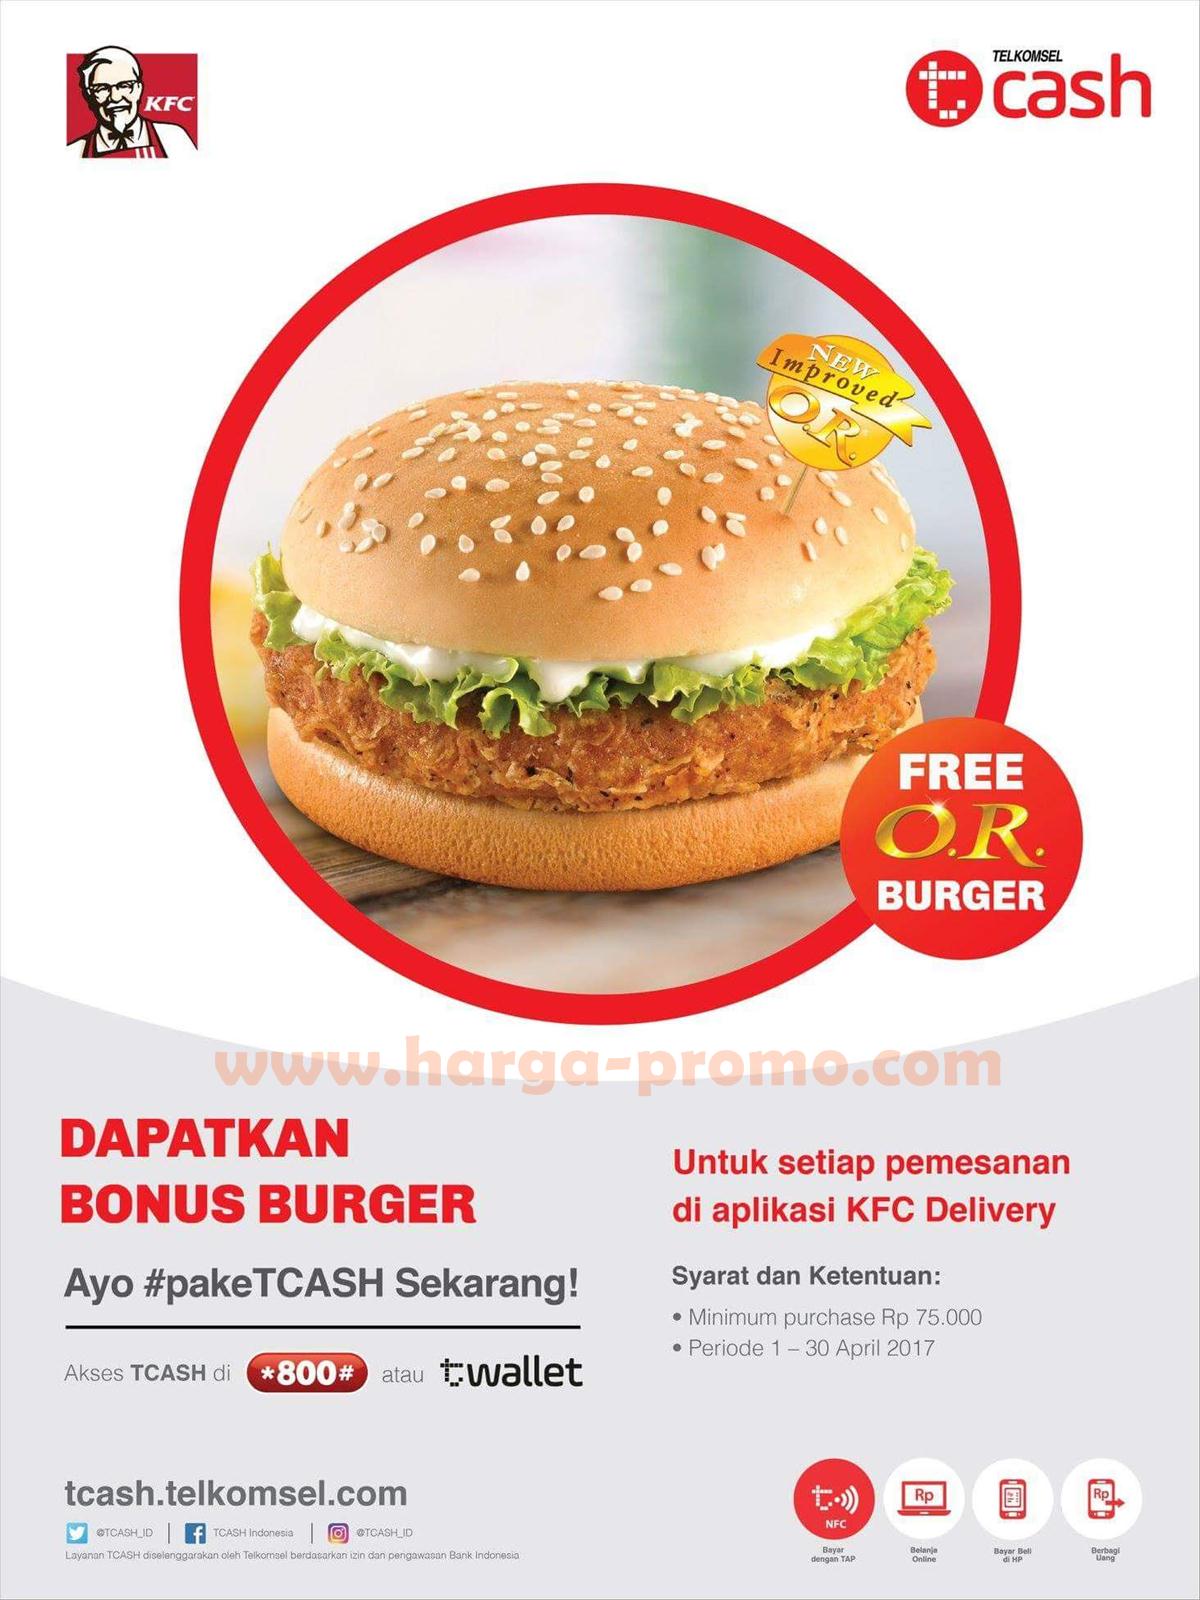 KFC
TELKOMSEL
t cash
NEW
Improved
O.R.
FREE
O.R.
BURGER
www.harga-promo.com
DAPATKAN
BONUS BURGER
Ayo #pakeTCASH Sekarang!
Akses TCASH di *800# atau t wallet
Untuk setiap pemesanan
di aplikasi KFC Delivery
Syarat dan Ketentuan:
• Minimum purchase Rp 75.000
• Periode 1 – 30 April 2017
tcash.telkomsel.com
@TCASH_ID | TCASH Indonesia | @TCASH_ID
Layanan TCASH diselenggarakan oleh Telkomsel berdasarkan izin dan pengawasan Bank Indonesia
t
NFC
Bayar
dengan TAP
Rp
Belanja
Online
Bayar Beli
di HP
Rp
Berbagi
Uang